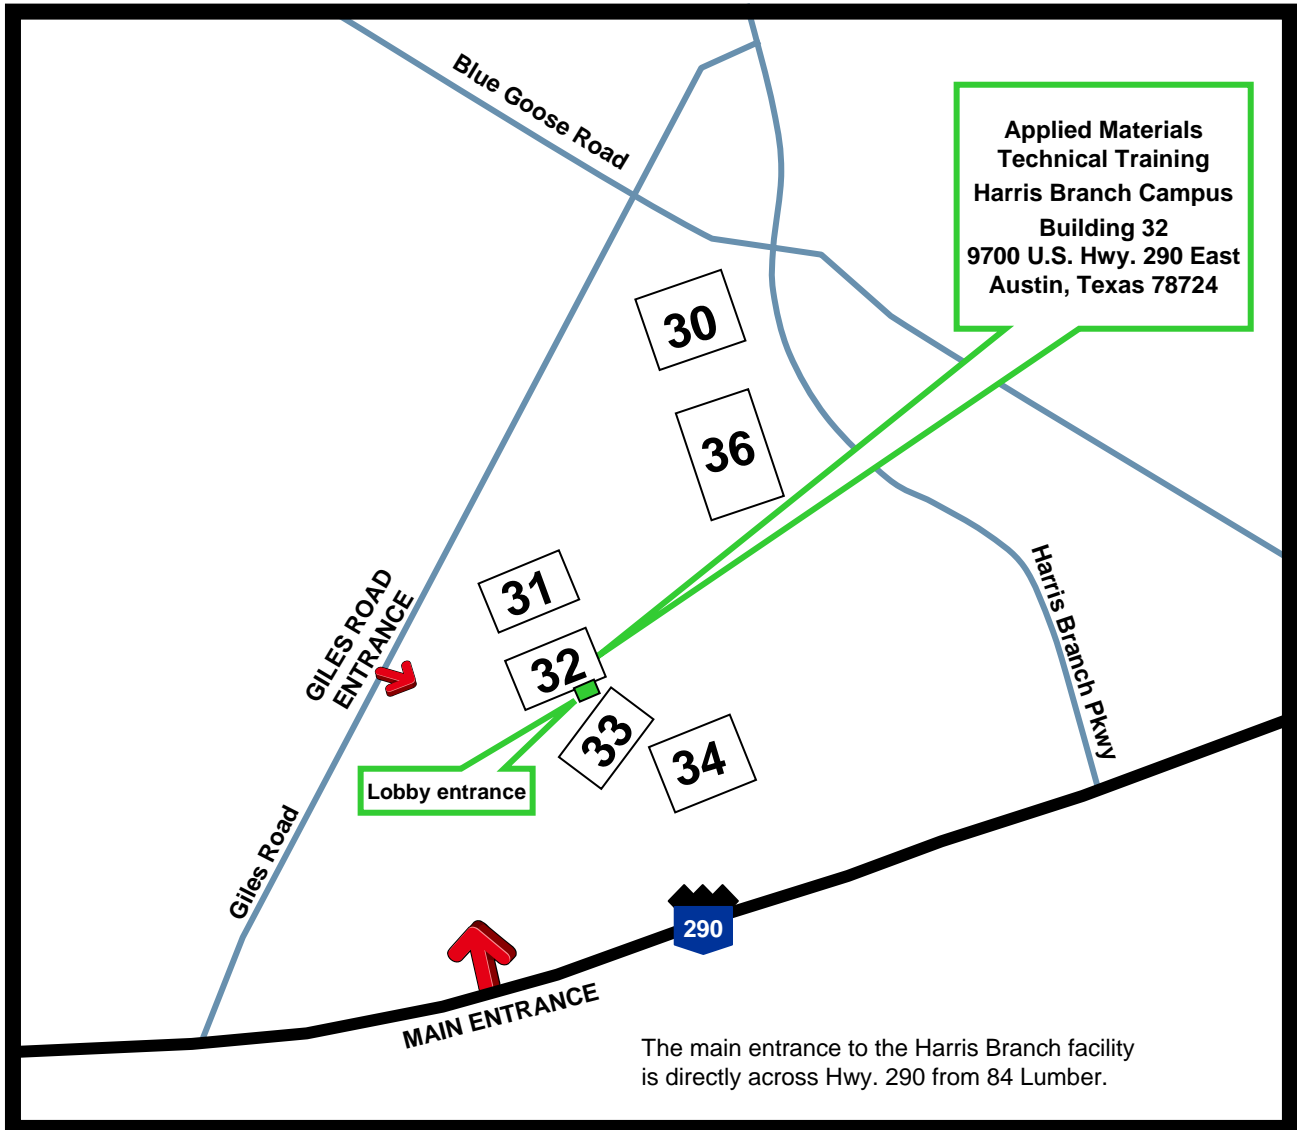 Blue Goose Road
Applied Materials
Technical Training
Harris Branch Campus
Building 32
9700 U.S. Hwy. 290 East
Austin, Texas 78724
30
36
31
32
33
34
GILES ROAD
ENTRANCE
Harris Branch Pkwy
Lobby entrance
Giles Road
290
MAIN ENTRANCE
The main entrance to the Harris Branch facility
is directly across Hwy. 290 from 84 Lumber.